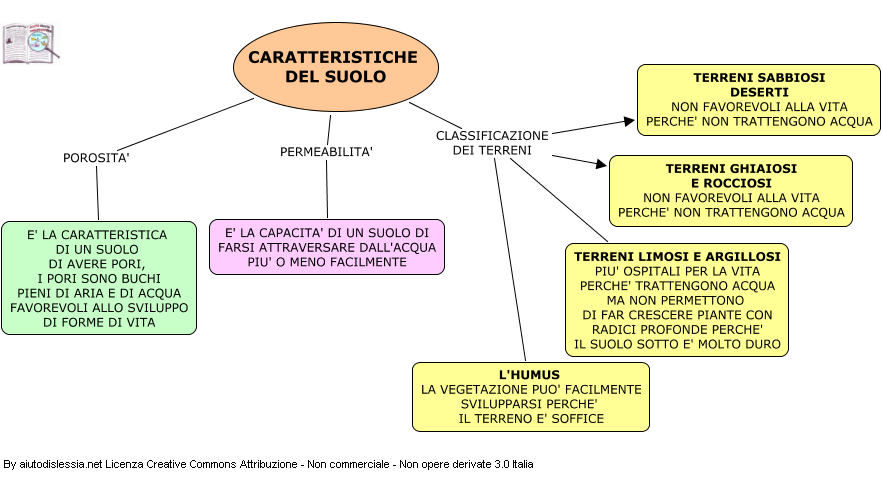 CARATTERISTICHE
DEL SUOLO
POROSITA'
E' LA CARATTERISTICA
DI UN SUOLO
DI AVERE PORI,
I PORI SONO BUCHI
PIENI DI ARIA E DI ACQUA
FAVOREVOLI ALLO SVILUPPO
DI FORME DI VITA
PERMEABILITA'
E' LA CAPACITA' DI UN SUOLO DI
FARSI ATTRAVERSARE DALL'ACQUA
PIU' O MENO FACILMENTE
CLASSIFICAZIONE
DEI TERRENI
TERRENI SABBIOSI
DESERTI
NON FAVOREVOLI ALLA VITA
PERCHE' NON TRATTENGONO ACQUA
TERRENI GHIAIOSI
E ROCCIOSI
NON FAVOREVOLI ALLA VITA
PERCHE' NON TRATTENGONO ACQUA
TERRENI LIMOSI E ARGILLOSI
PIU' OSPITALI PER LA VITA
PERCHE' TRATTENGONO ACQUA
MA NON PERMETTONO
DI FAR CRESCERE PIANTE CON
RADICI PROFONDE PERCHE'
IL SUOLO SOTTO E' MOLTO DURO
L'HUMUS
LA VEGETAZIONE PUO' FACILMENTE
SVILUPPARSI PERCHE'
IL TERRENO E' SOFFICE
By aiutodislessia.net Licenza Creative Commons Attribuzione - Non commerciale - Non opere derivate 3.0 Italia